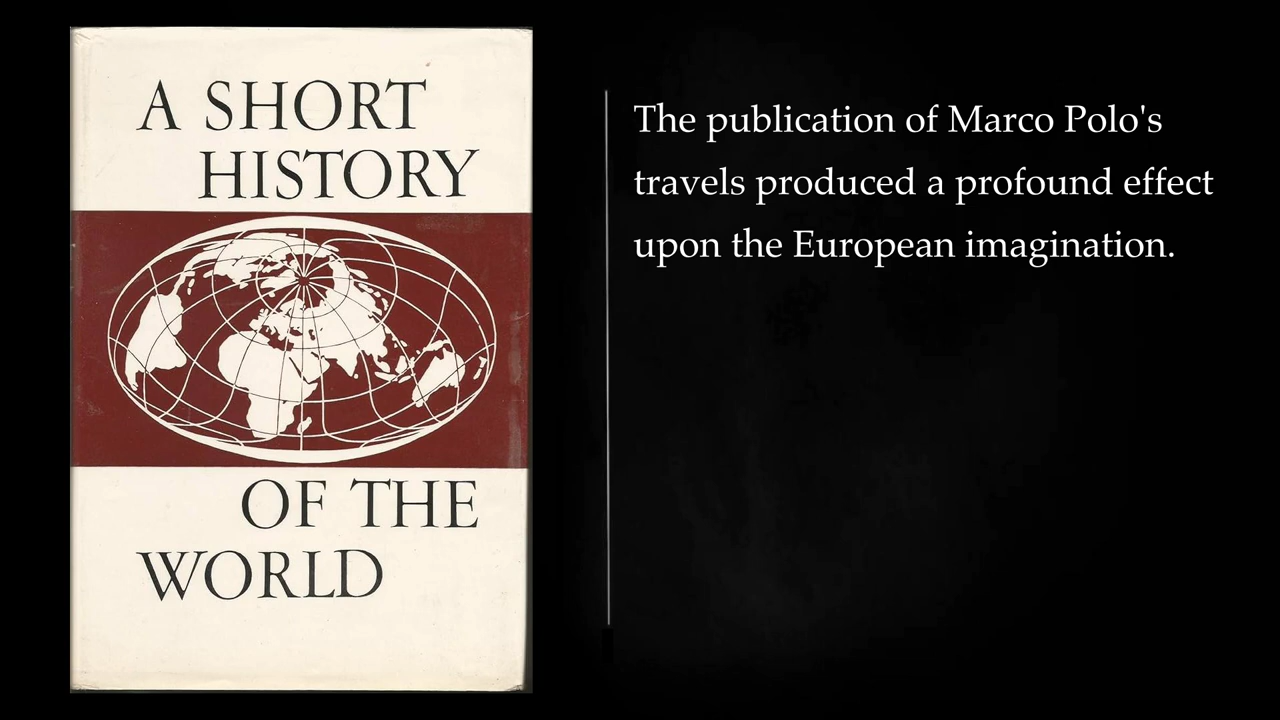 A SHORT
HISTORY
OF THE
WORLD
The publication of Marco Polo's
travels produced a profound effect
upon the European imagination.